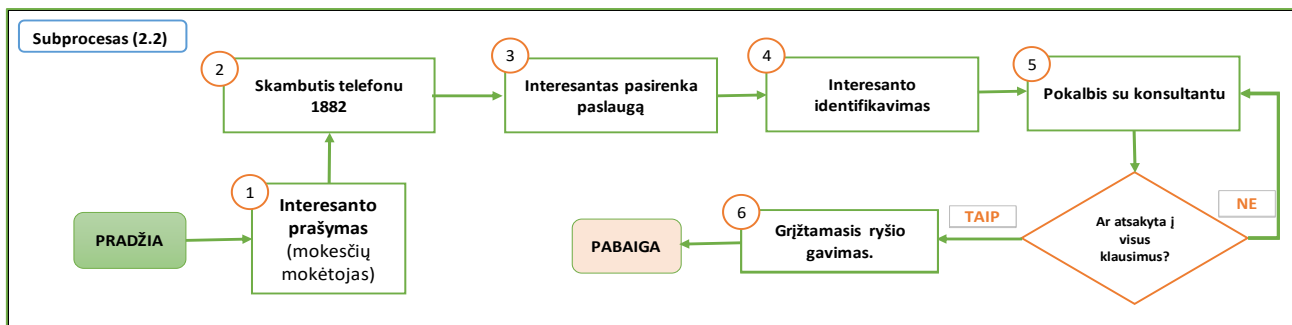 Subprocesas (2.2)
2
Skambutis telefonu
1882
3
Interesantas pasirenka
paslaugą
4
Interesanto
identifikavimas
5
Pokalbis su konsultantu
PRADŽIA
1
Interesanto
prašymas
(mokesčių
mokėtojas)
PABAIGA
6
Grįžtamasis ryšio
gavimas.
TAIP
Ar atsakyta į
visus
klausimus?
NE